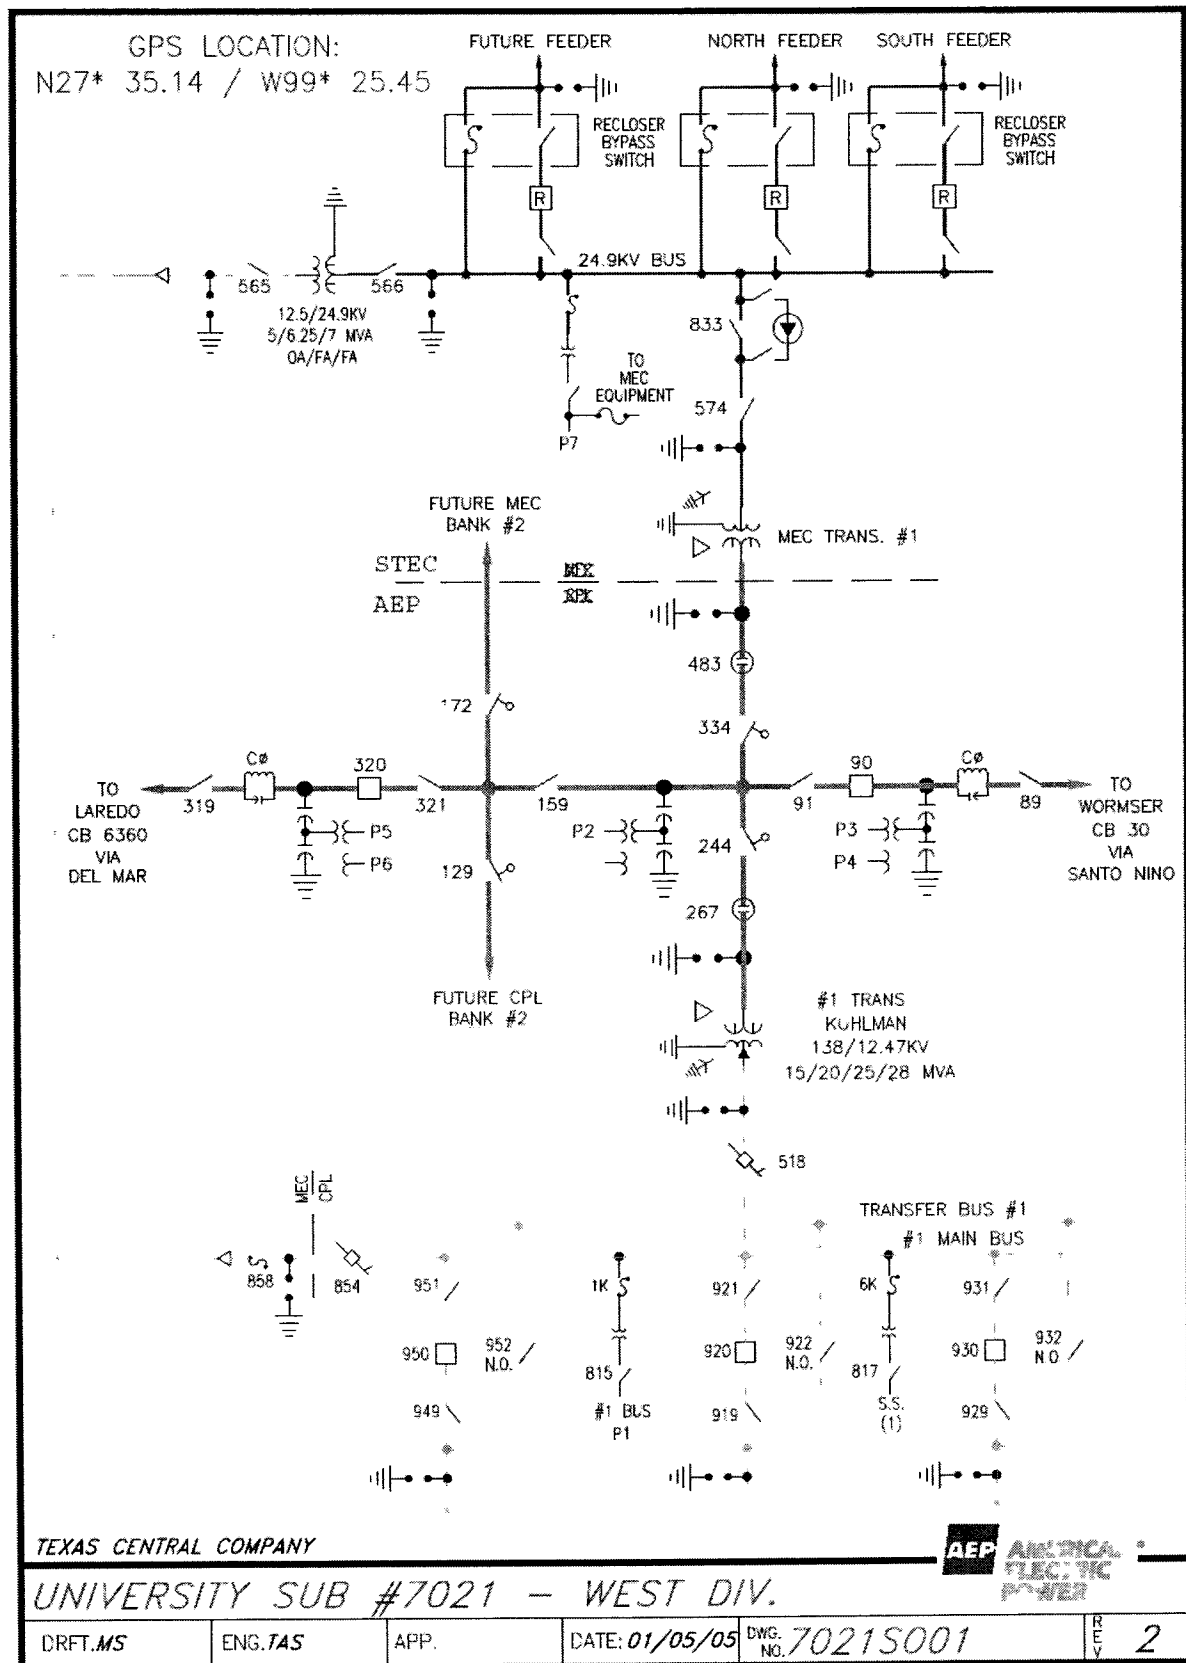 GPS LOCATION:
N27* 35.14 / W99* 25.45
FUTURE FEEDER
NORTH FEEDER
SOUTH FEEDER
RECLOSER
BYPASS
SWITCH
RECLOSER
BYPASS
SWITCH
R
R
R
24.9KV BUS
565
566
12.5/24.9KV
5/6.25/7 MVA
OA/FA/FA
833
TO
MEC
EQUIPMENT
P7
574
FUTURE MEC
BANK #2
MEC TRANS. #1
STEC
AEP
483
172
334
TO
LAREDO
CB 6360
VIA
DEL MAR
319
CØ
320
321
159
91
90
CØ
89
TO
WORMSER
CB 30
VIA
SANTO NINO
P5
P6
129
P2
244
P3
P4
267
FUTURE CPL
BANK #2
#1 TRANS
KUHLMAN
138/12.47KV
15/20/25/28 MVA
518
MEC
CPL
TRANSFER BUS #1
#1 MAIN BUS
858
854
951
1K
921
6K
931
950
952
N.O.
815
920
922
N.O.
817
930
932
N.O
949
#1 BUS
P1
919
S.S.
(1)
929
TEXAS CENTRAL COMPANY
AEP AMERICA
ELECTRIC
POWER
UNIVERSITY SUB #7021 - WEST DIV.
DRFT.MS
ENG.TAS
APP.
DATE: 01/05/05
DWG. NO. 7021S001
REV 2